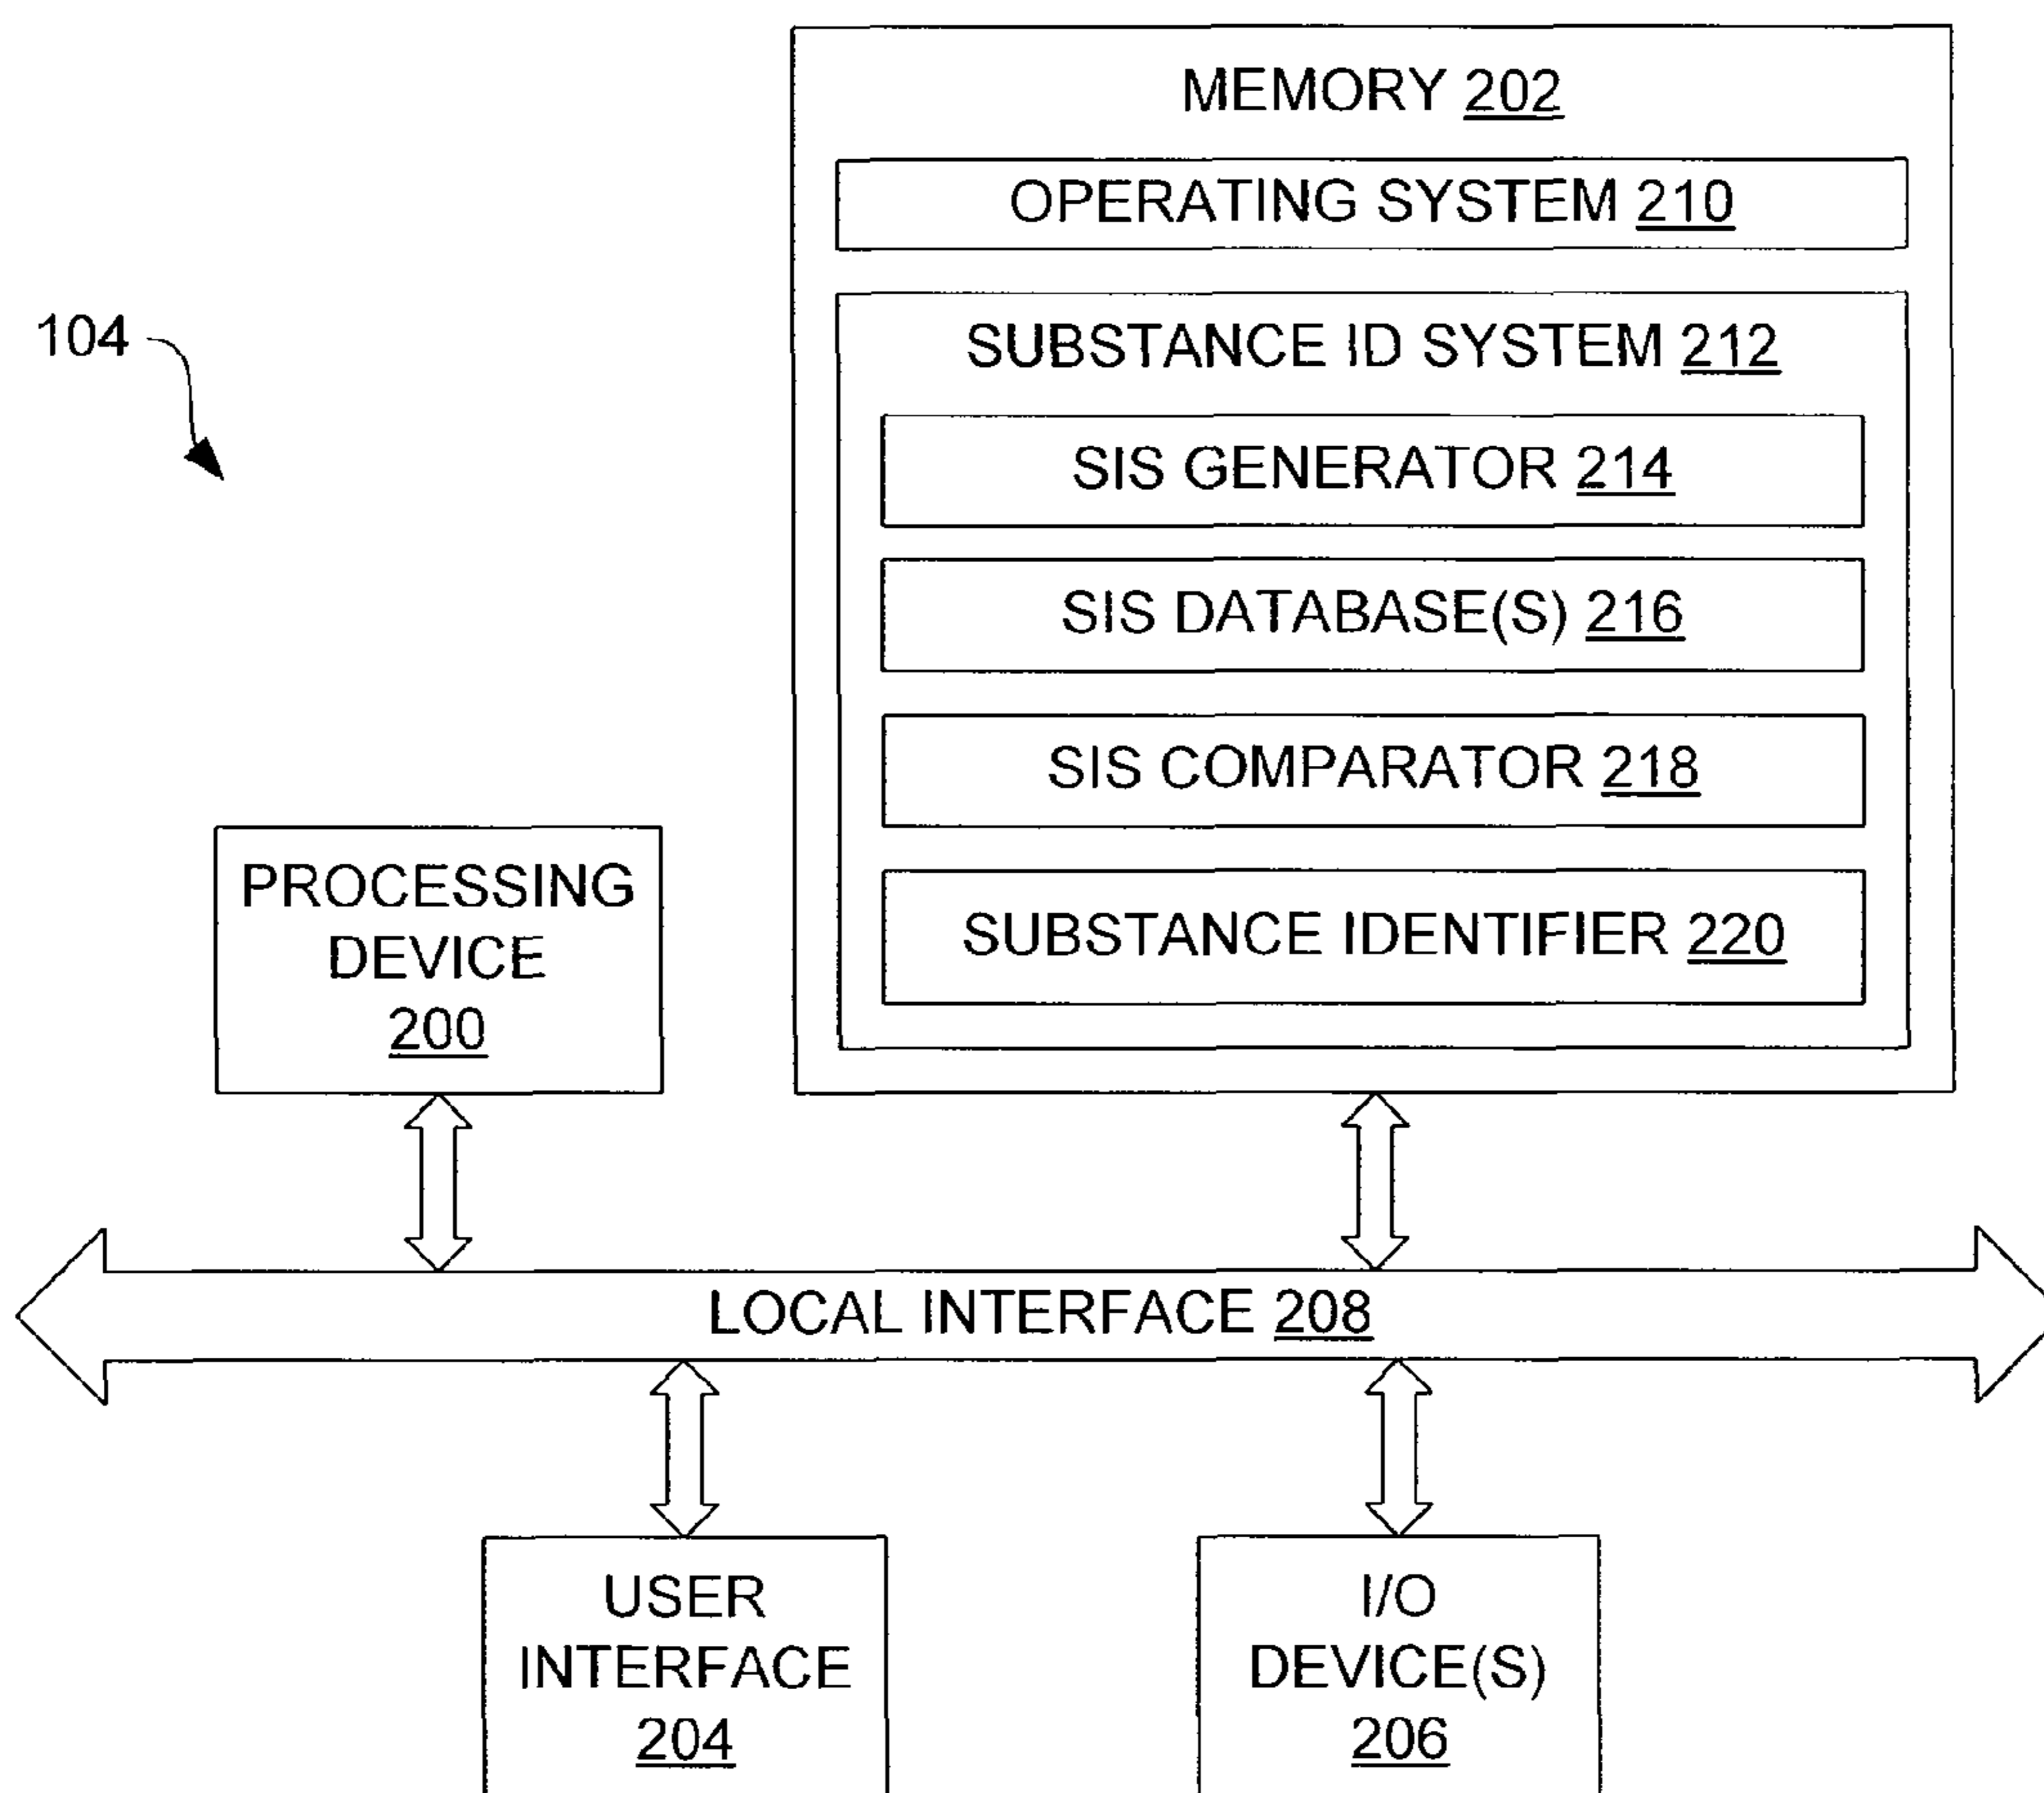 MEMORY 202
OPERATING SYSTEM 210
104
SUBSTANCE ID SYSTEM 212
SIS GENERATOR 214
SIS DATABASE(S) 216
SIS COMPARATOR 218
SUBSTANCE IDENTIFIER 220
PROCESSING
DEVICE
200
LOCAL INTERFACE 208
USER
INTERFACE
204
I/O
DEVICE(S)
206